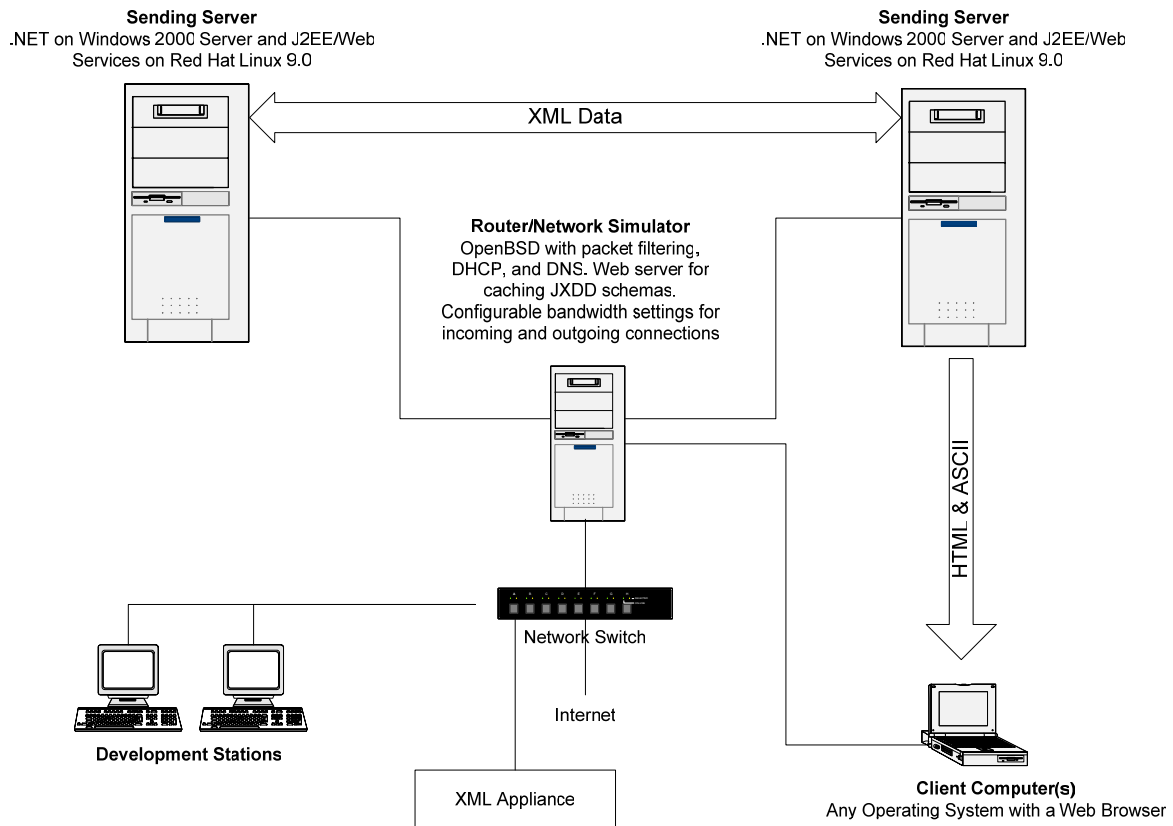 Sending Server
.NET on Windows 2000 Server and J2EE/Web
Services on Red Hat Linux 9.0
Sending Server
.NET on Windows 2000 Server and J2EE/Web
Services on Red Hat Linux 9.0
XML Data
Router/Network Simulator
OpenBSD with packet filtering,
DHCP, and DNS. Web server for
caching JXDD schemas.
Configurable bandwidth settings for
incoming and outgoing connections
HTML & ASCII
A B C D E F G H
Network Switch
Internet
Development Stations
XML Appliance
Client Computer(s)
Any Operating System with a Web Browser